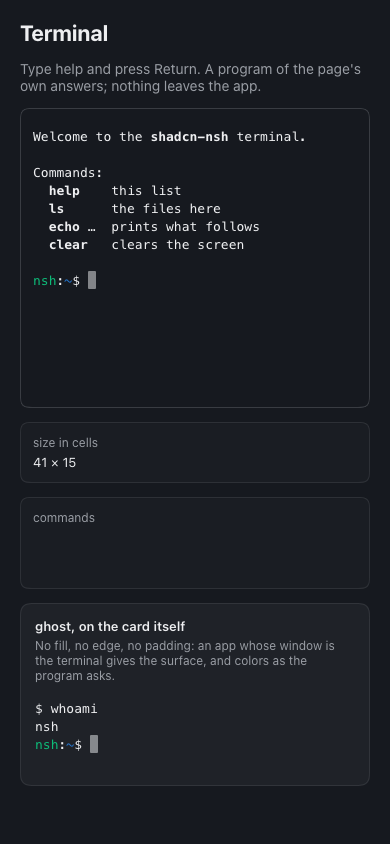 Terminal
Type help and press Return. A program of the page's
own answers; nothing leaves the app.
Welcome to the shadcn-nsh terminal.
Commands:
help    this list
ls      the files here
echo …  prints what follows
clear   clears the screen
nsh:~$
size in cells
41 × 15
commands
ghost, on the card itself
No fill, no edge, no padding: an app whose window is
the terminal gives the surface, and colors as the
program asks.
$ whoami
nsh
nsh:~$